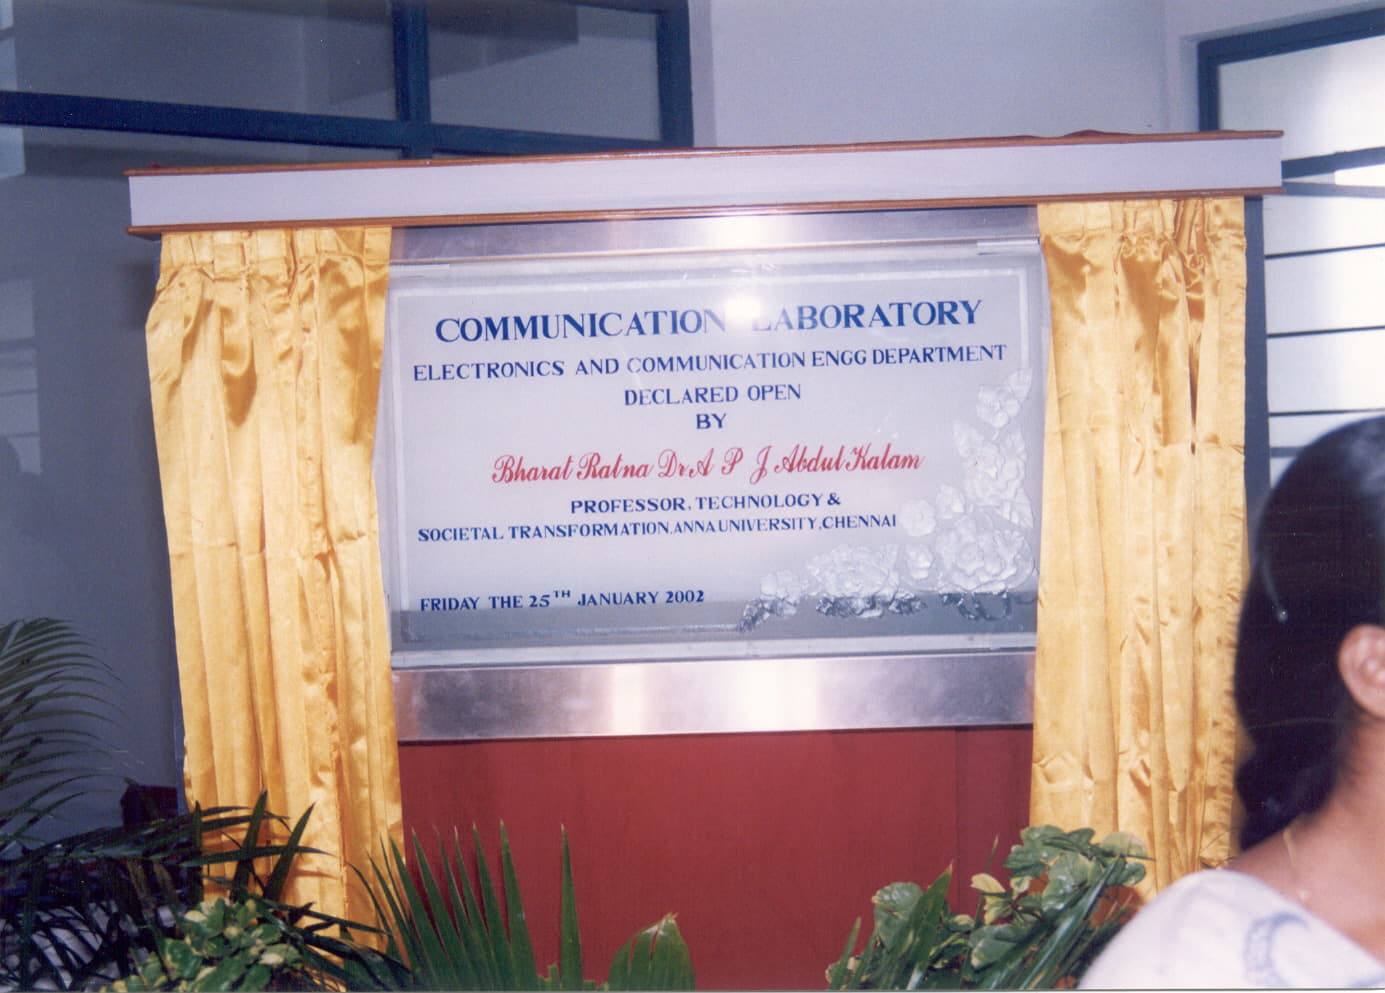 COMMUNICATION LABORATORY
ELECTRONICS AND COMMUNICATION ENGG DEPARTMENT
DECLARED OPEN
BY
Bharat Ratna Dr A P J Abdul Kalam
PROFESSOR, TECHNOLOGY &
SOCIETAL TRANSFORMATION, ANNA UNIVERSITY, CHENNAI
FRIDAY THE 25TH JANUARY 2002